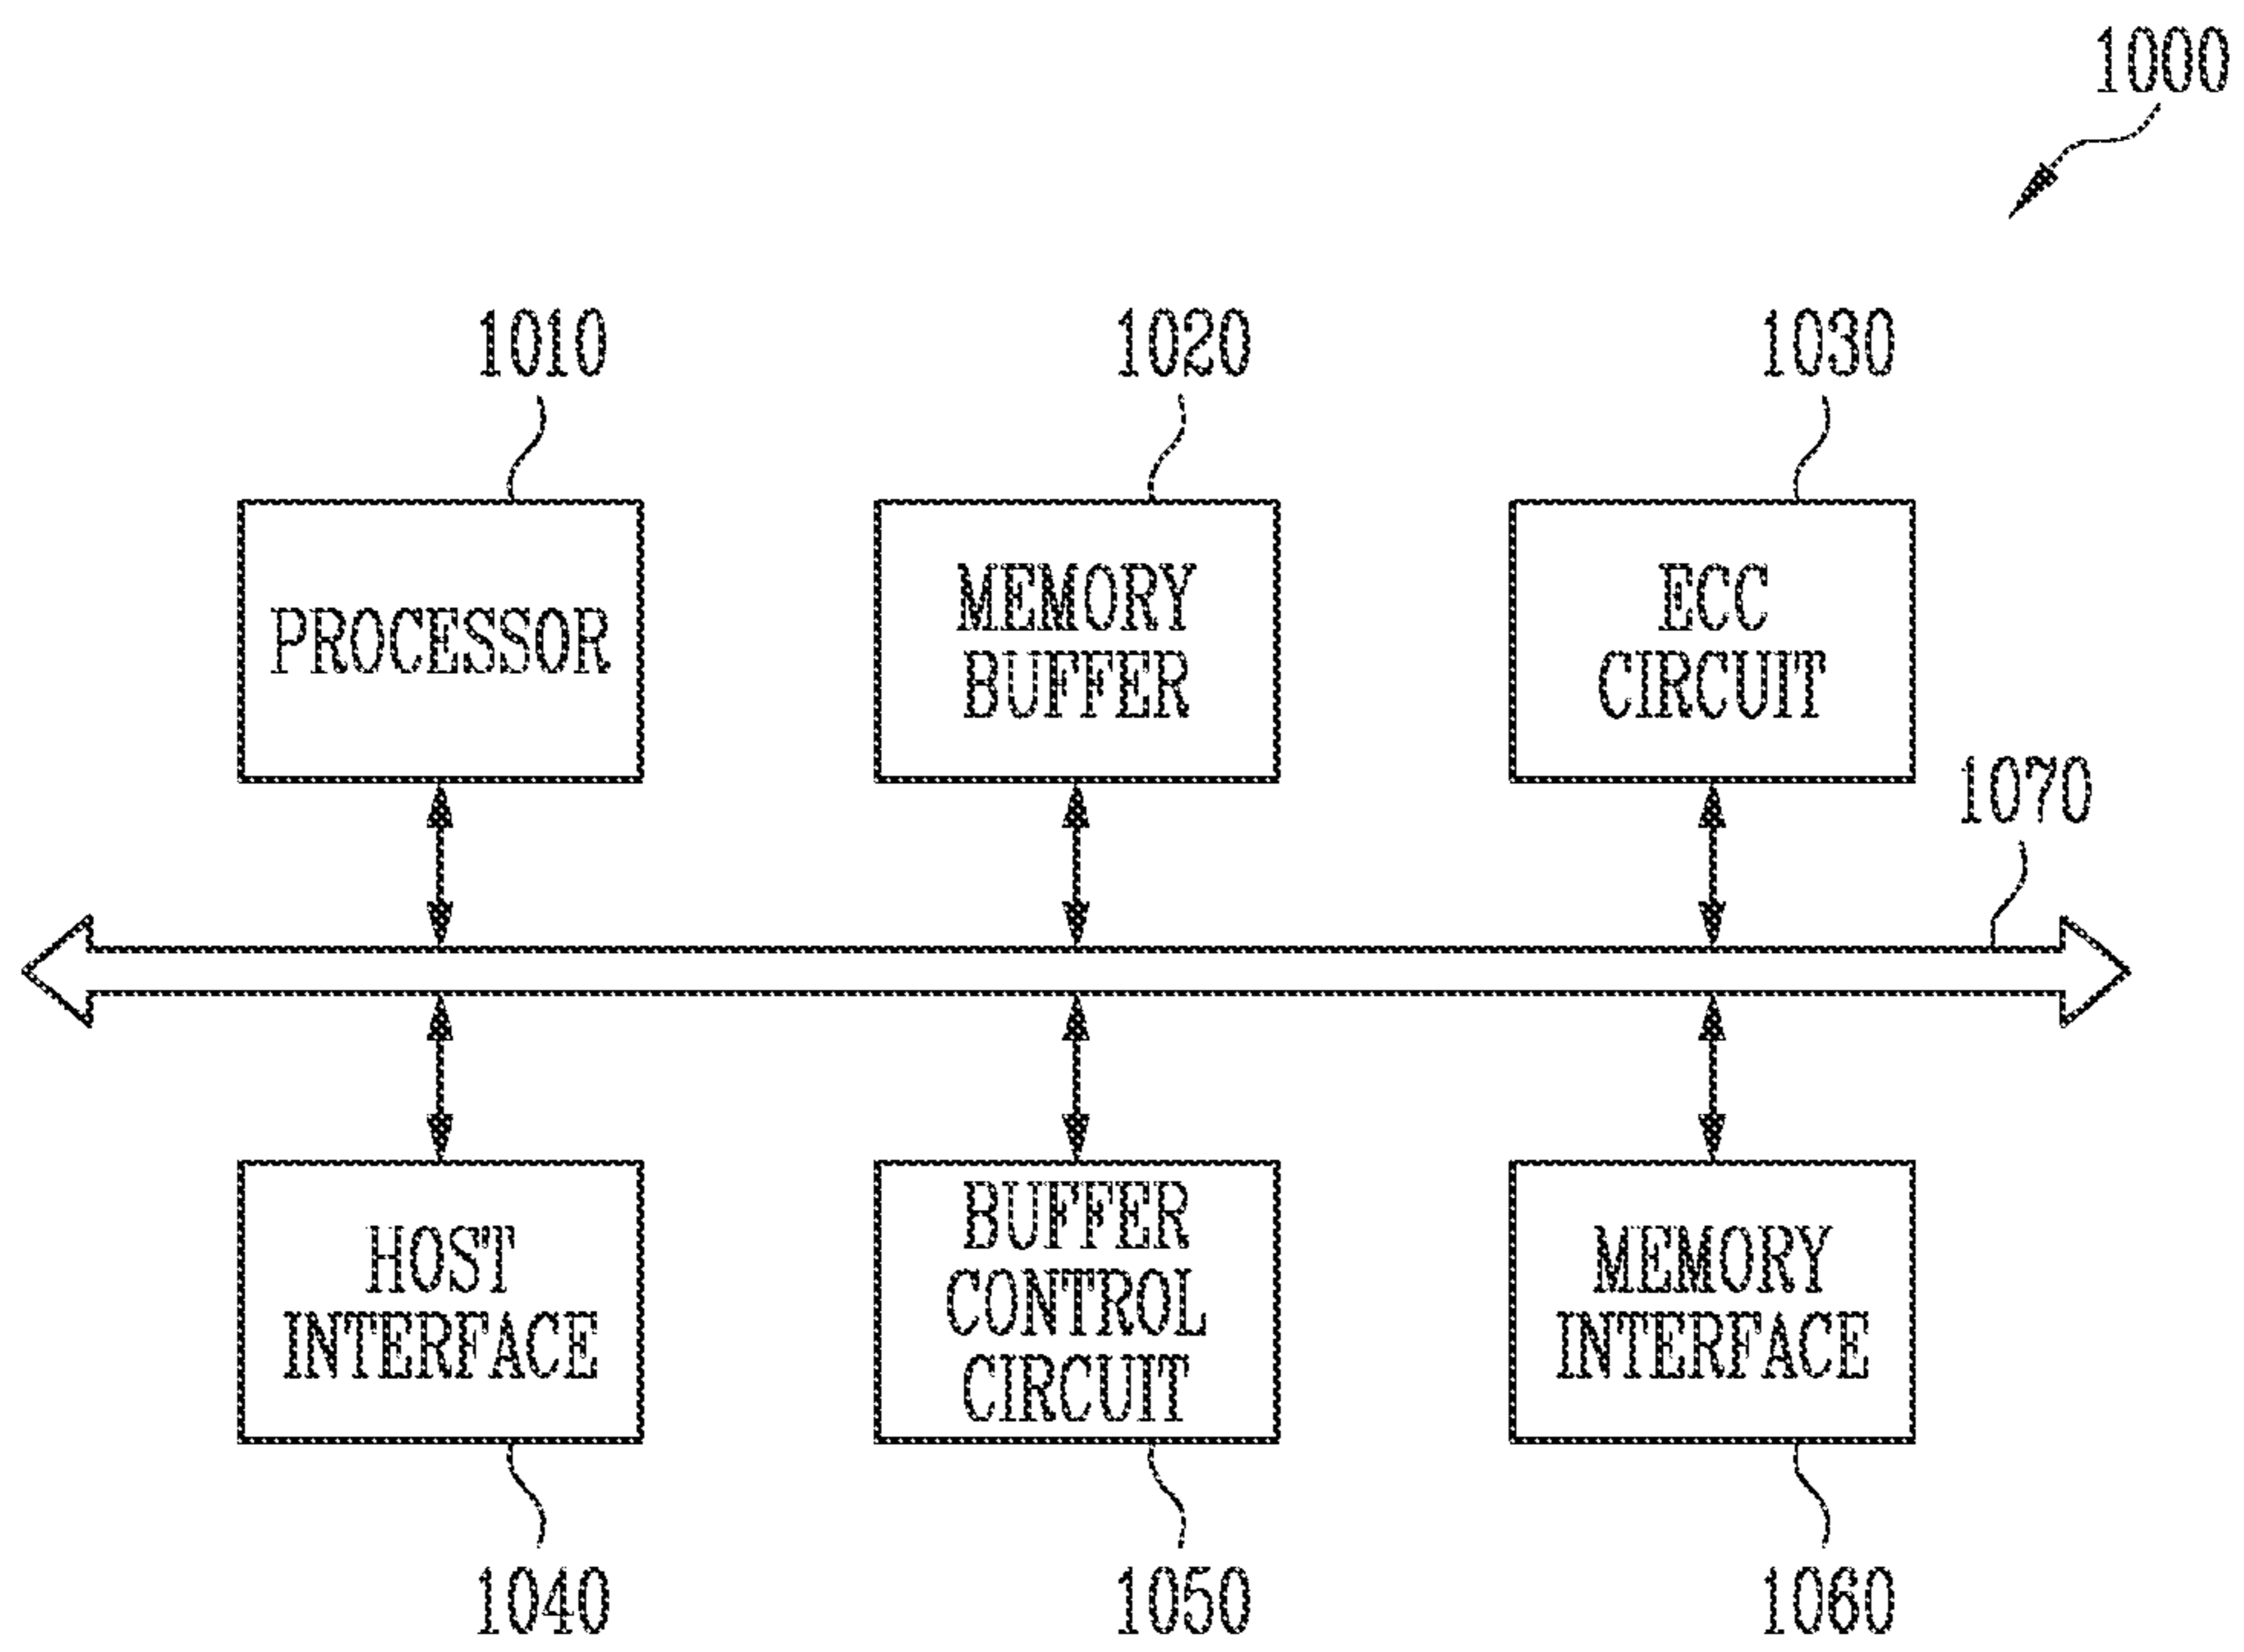 1000
1010
1020
1030
PROCESSOR
MEMORY
BUFFER
ECC
CIRCUIT
1070
HOST
INTERFACE
BUFFER
CONTROL
CIRCUIT
MEMORY
INTERFACE
1040
1050
1060